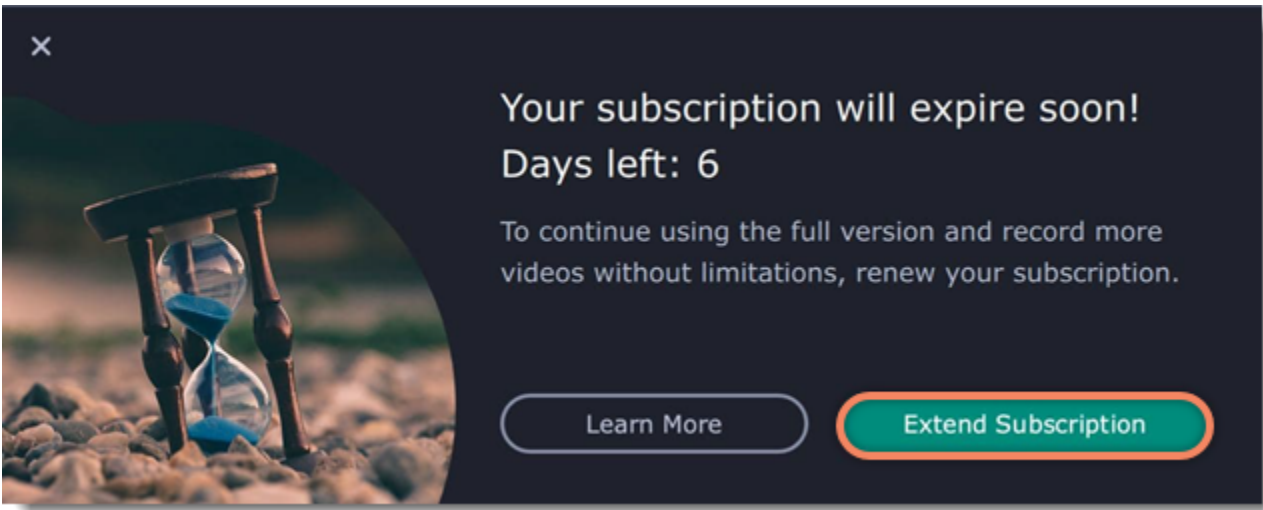 Your subscription will expire soon!
Days left: 6
To continue using the full version and record more
videos without limitations, renew your subscription.
Learn More
Extend Subscription